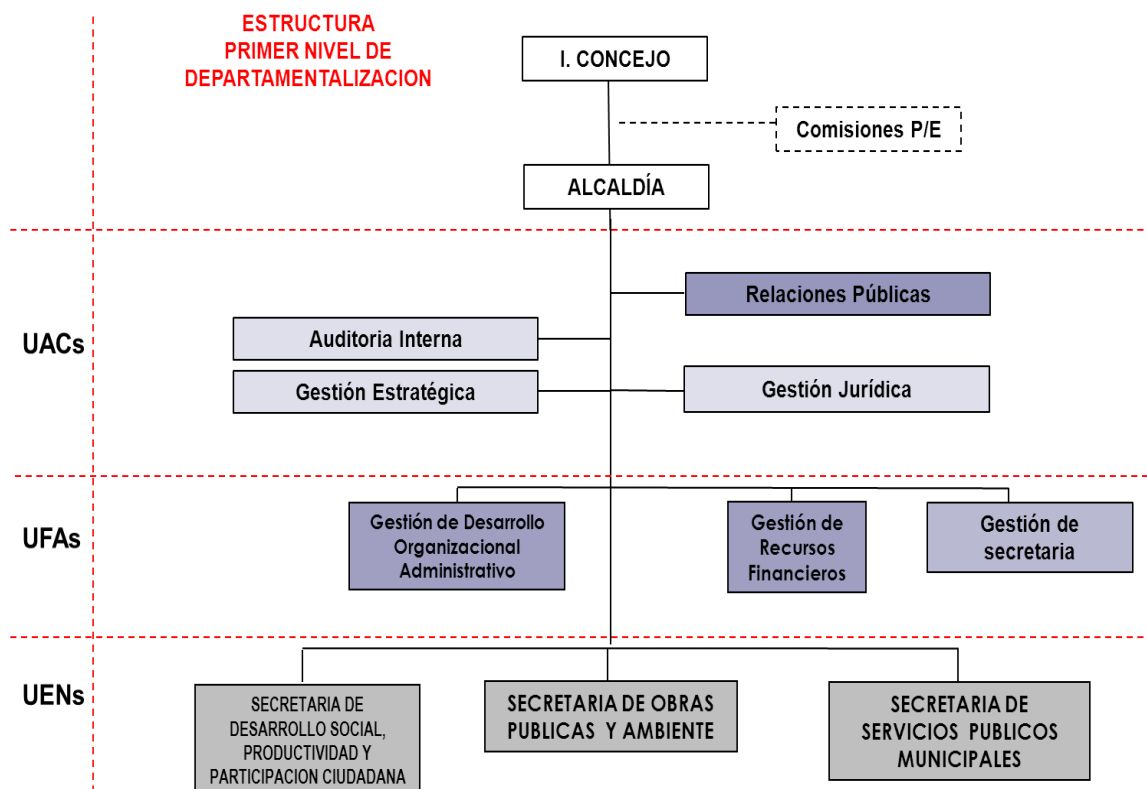 ESTRUCTURA
PRIMER NIVEL DE
DEPARTAMENTALIZACION
I. CONCEJO
Comisiones P/E
ALCALDÍA
UACs
Relaciones Públicas
Auditoria Interna
Gestión Estratégica
Gestión Jurídica
UFAs
Gestión de Desarrollo
Organizacional
Administrativo
Gestión de
Recursos
Financieros
Gestión de
secretaria
UENs
SECRETARIA DE
DESARROLLO SOCIAL,
PRODUCTIVIDAD Y
PARTICIPACION CIUDADANA
SECRETARIA DE OBRAS
PUBLICAS Y AMBIENTE
SECRETARIA DE
SERVICIOS PUBLICOS
MUNICIPALES